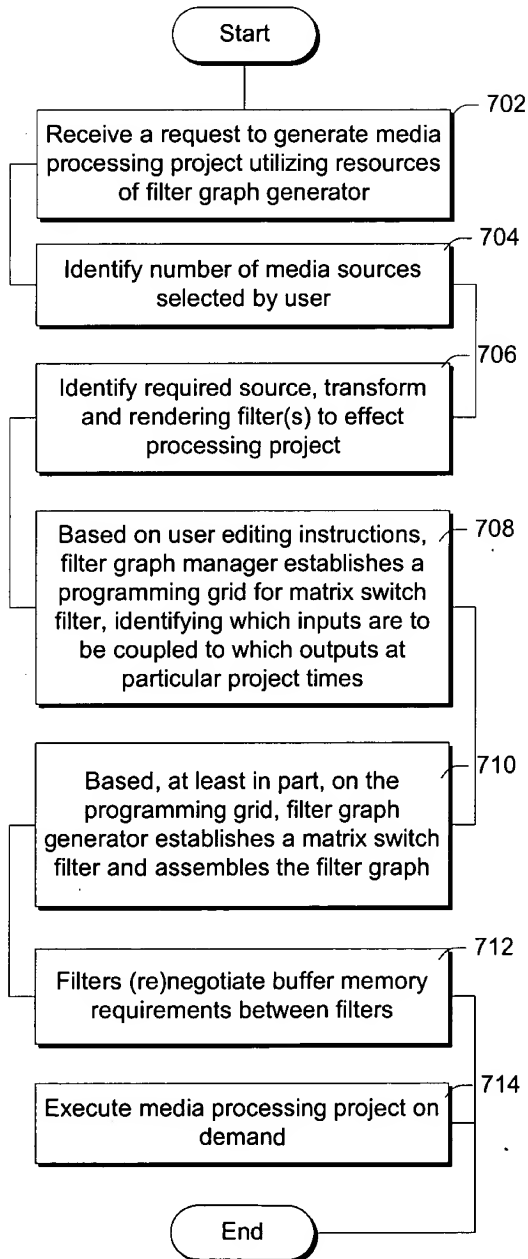 Start
702
Receive a request to generate media
processing project utilizing resources
of filter graph generator
704
Identify number of media sources
selected by user
706
Identify required source, transform
and rendering filter(s) to effect
processing project
708
Based on user editing instructions,
filter graph manager establishes a
programming grid for matrix switch
filter, identifying which inputs are to
be coupled to which outputs at
particular project times
710
Based, at least in part, on the
programming grid, filter graph
generator establishes a matrix switch
filter and assembles the filter graph
712
Filters (re)negotiate buffer memory
requirements between filters
714
Execute media processing project on
demand
End